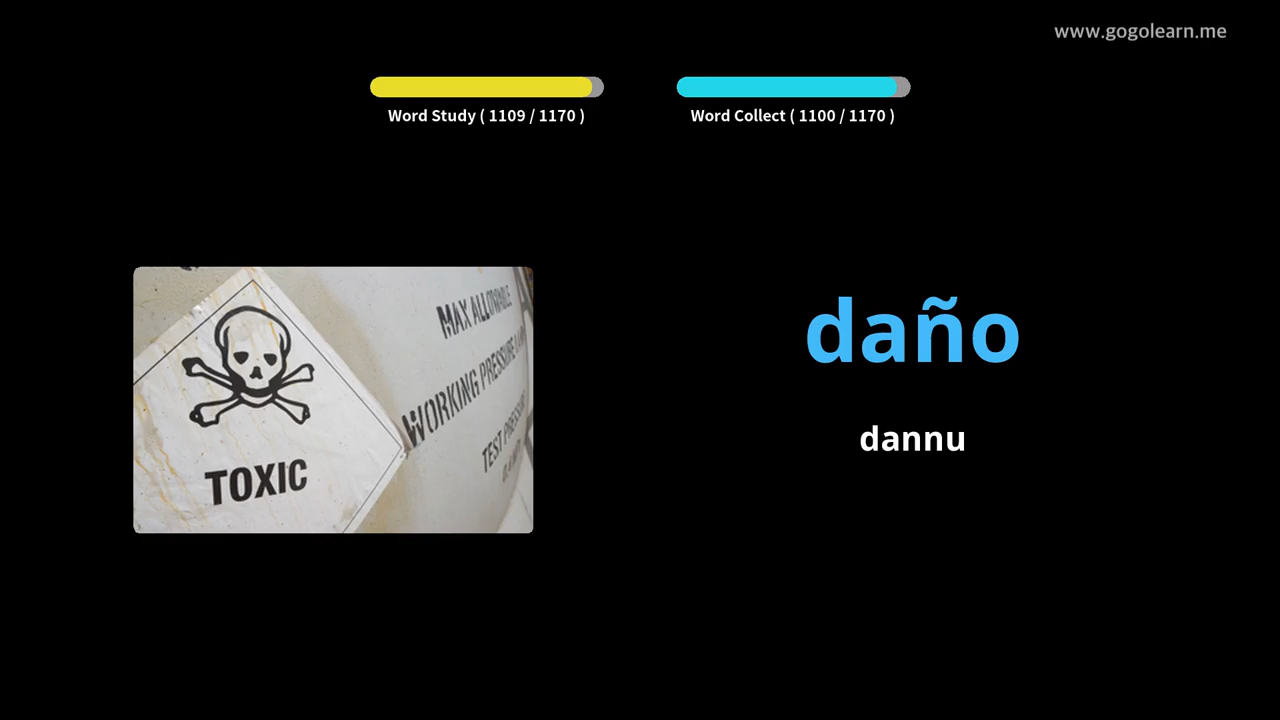 www.gogolearn.me
Word Study ( 1109 / 1170 )
Word Collect ( 1100 / 1170 )
MAX ALLOWABLE
WORKING PRESSURE
TEST PRESSURE
TOXIC
daño
dannu